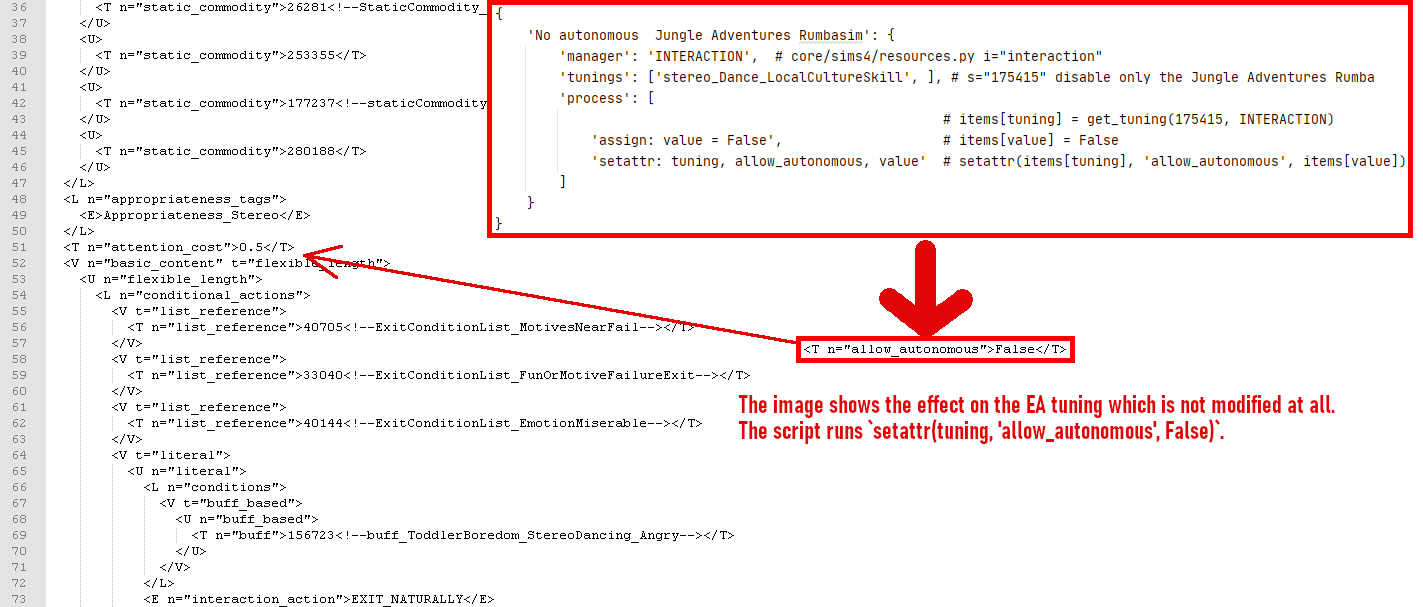 36 <T n="static_commodity">26281<!--StaticCommodity_
37 </U>
38 <U>
39 <T n="static_commodity">253355</T>
40 </U>
41 <U>
42 <T n="static_commodity">177237<!--staticCommodity
43 </U>
44 <U>
45 <T n="static_commodity">280188</T>
46 </U>
47 </L>
48 <L n="appropriateness_tags">
49 <E>Appropriateness_Stereo</E>
50 </L>
51 <T n="attention_cost">0.5</T>
52 <V n="basic_content" t="flexible_length">
53 <U n="flexible_length">
54 <L n="conditional_actions">
55 <V t="list_reference">
56 <T n="list_reference">40705<!--ExitConditionList_MotivesNearFail--></T>
57 </V>
58 <V t="list_reference">
59 <T n="list_reference">33040<!--ExitConditionList_FunOrMotiveFailureExit--></T>
60 </V>
61 <V t="list_reference">
62 <T n="list_reference">40144<!--ExitConditionList_EmotionMiserable--></T>
63 </V>
64 <V t="literal">
65 <U n="literal">
66 <L n="conditions">
67 <V t="buff_based">
68 <U n="buff_based">
69 <T n="buff">156723<!--buff_ToddlerBoredom_StereoDancing_Angry--></T>
70 </U>
71 </V>
72 </L>
73 <E n="interaction_action">EXIT_NATURALLY</E>
{
'No autonomous  Jungle Adventures Rumbasim': {
'manager': 'INTERACTION',  # core/sims4/resources.py i="interaction"
'tunings': ['stereo_Dance_LocalCultureSkill', ], # s="175415" disable only the Jungle Adventures Rumba
'process': [
# items[tuning] = get_tuning(175415, INTERACTION)
'assign: value = False', # items[value] = False
'setattr: tuning, allow_autonomous, value'  # setattr(items[tuning], 'allow_autonomous', items[value])
]
}
}
<T n="allow_autonomous">False</T>
The image shows the effect on the EA tuning which is not modified at all.
The script runs `setattr(tuning, 'allow_autonomous', False)`.